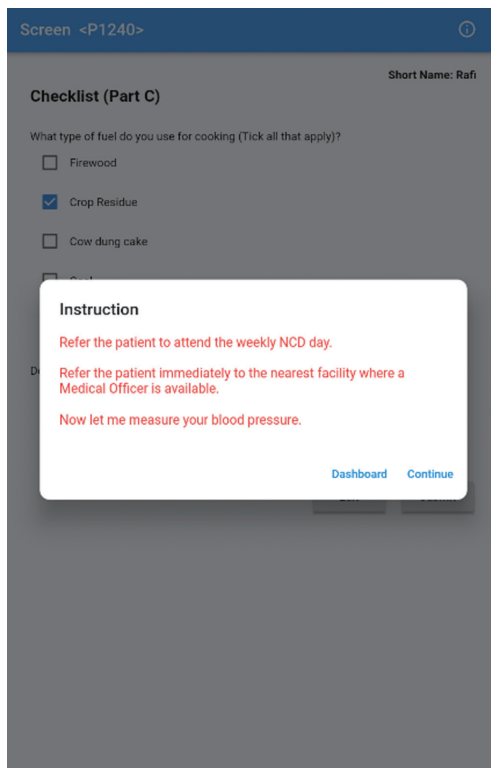 Screen <P1240>
Short Name: Rafi
Checklist (Part C)
What type of fuel do you use for cooking (Tick all that apply)?
Firewood
Crop Residue
Cow dung cake
Instruction
Refer the patient to attend the weekly NCD day.
Refer the patient immediately to the nearest facility where a
Medical Officer is available.
Now let me measure your blood pressure.
Dashboard Continue